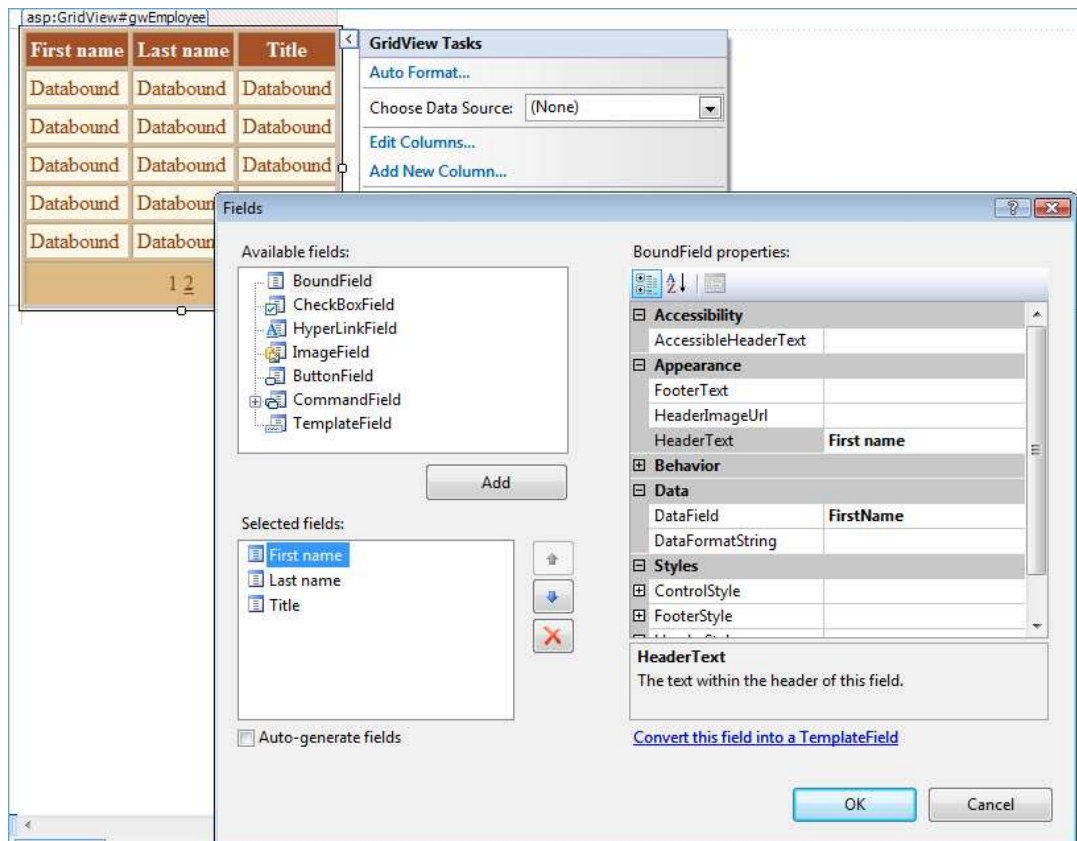 asp:GridView#gwEmployee
First name Last name Title
Databound Databound Databound
Databound Databound Databound
Databound Databound Databound
Databound Databoun
Databound Databoun
1 2
GridView Tasks
Auto Format...
Choose Data Source: (None)
Edit Columns...
Add New Column...
Fields
Available fields:
BoundField
CheckBoxField
HyperLinkField
ImageField
ButtonField
CommandField
TemplateField
Add
Selected fields:
First name
Last name
Title
Auto-generate fields
BoundField properties:
Accessibility
AccessibleHeaderText
Appearance
FooterText
HeaderImageUrl
HeaderText First name
Behavior
Data
DataField FirstName
DataFormatString
Styles
ControlStyle
FooterStyle
HeaderText
The text within the header of this field.
Convert this field into a TemplateField
OK Cancel